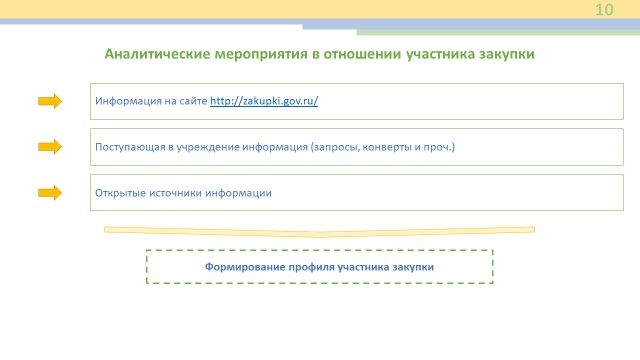 10
Аналитические мероприятия в отношении участника закупки
Информация на сайте http://zakupki.gov.ru/
Поступающая в учреждение информация (запросы, конверты и проч.)
Открытые источники информации
Формирование профиля участника закупки